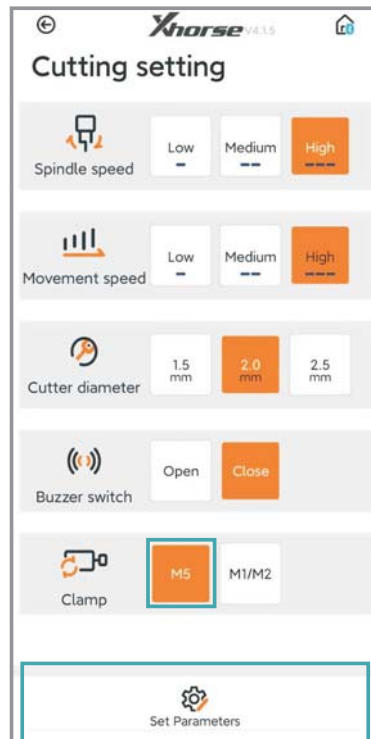 Xhorse V4.1.5
Cutting setting
Spindle speed
Low
Medium
High
Movement speed
Low
Medium
High
Cutter diameter
1.5
mm
2.0
mm
2.5
mm
Buzzer switch
Open
Close
Clamp
M5
M1/M2
Set Parameters